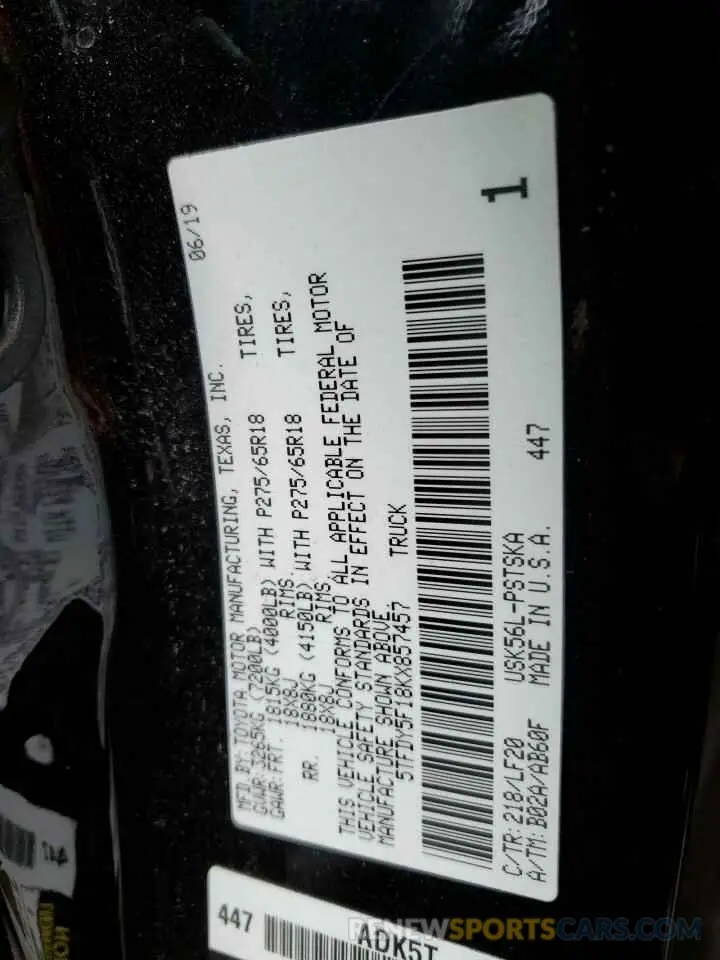 06/19
MFD BY: TOYOTA MOTOR MANUFACTURING, TEXAS, INC.
GVWR: 3265KG (7200LB)
GAWR: FRT. 1815KG (4000LB) WITH P275/65R18 TIRES,
18X8J RIMS
RR. 1880KG (4150LB) WITH P275/65R18 TIRES,
18X8J RIMS
THIS VEHICLE CONFORMS TO ALL APPLICABLE FEDERAL MOTOR
VEHICLE SAFETY STANDARDS IN EFFECT ON THE DATE OF
MANUFACTURE SHOWN ABOVE.
5TFDY5F18KX857457 TRUCK
1
C/TR: 218/LF20 USK56L-PSTSKA 447
A/TM: B02A/AB60F MADE IN U.S.A.
447
ADK5T
RENEWSPORTSCARS.COM